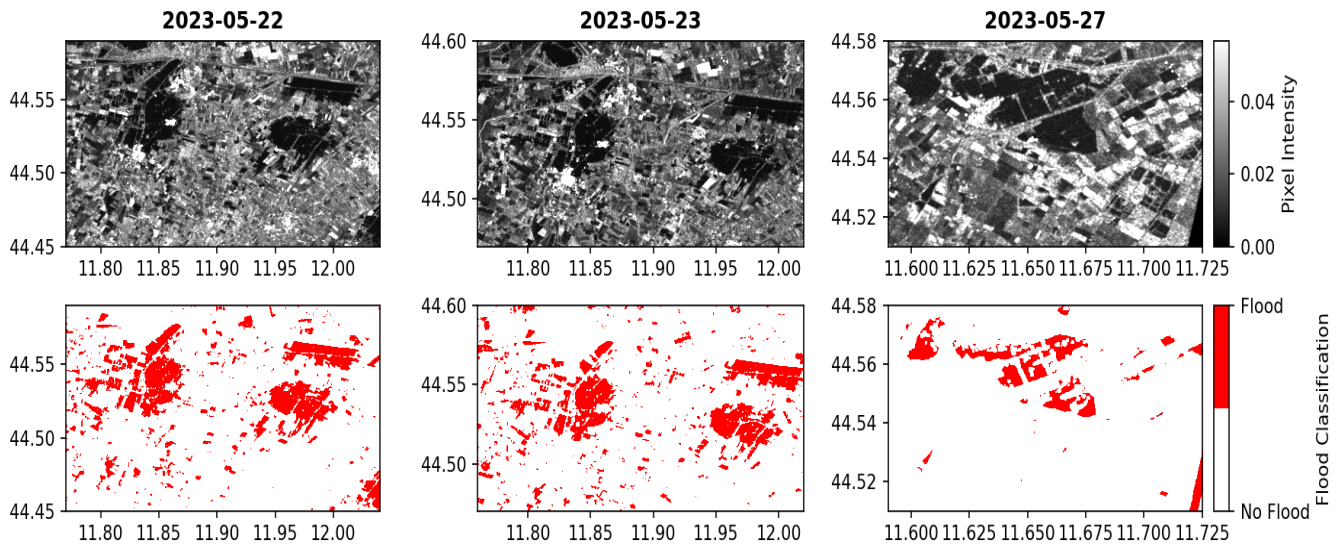 2023-05-22 2023-05-23 2023-05-27
44.60 44.58
44.55 44.56 0.04
44.55
44.50 44.54 0.02
44.50 44.52
44.45 0.00
Pixel Intensity
11.80 11.85 11.90 11.95 12.00 11.80 11.85 11.90 11.95 12.00 11.600 11.625 11.650 11.675 11.700 11.725
44.60 44.58 Flood
44.55 44.56
44.55
44.50 44.54
44.50 44.52
44.45 No Flood
Flood Classification
11.80 11.85 11.90 11.95 12.00 11.80 11.85 11.90 11.95 12.00 11.600 11.625 11.650 11.675 11.700 11.725